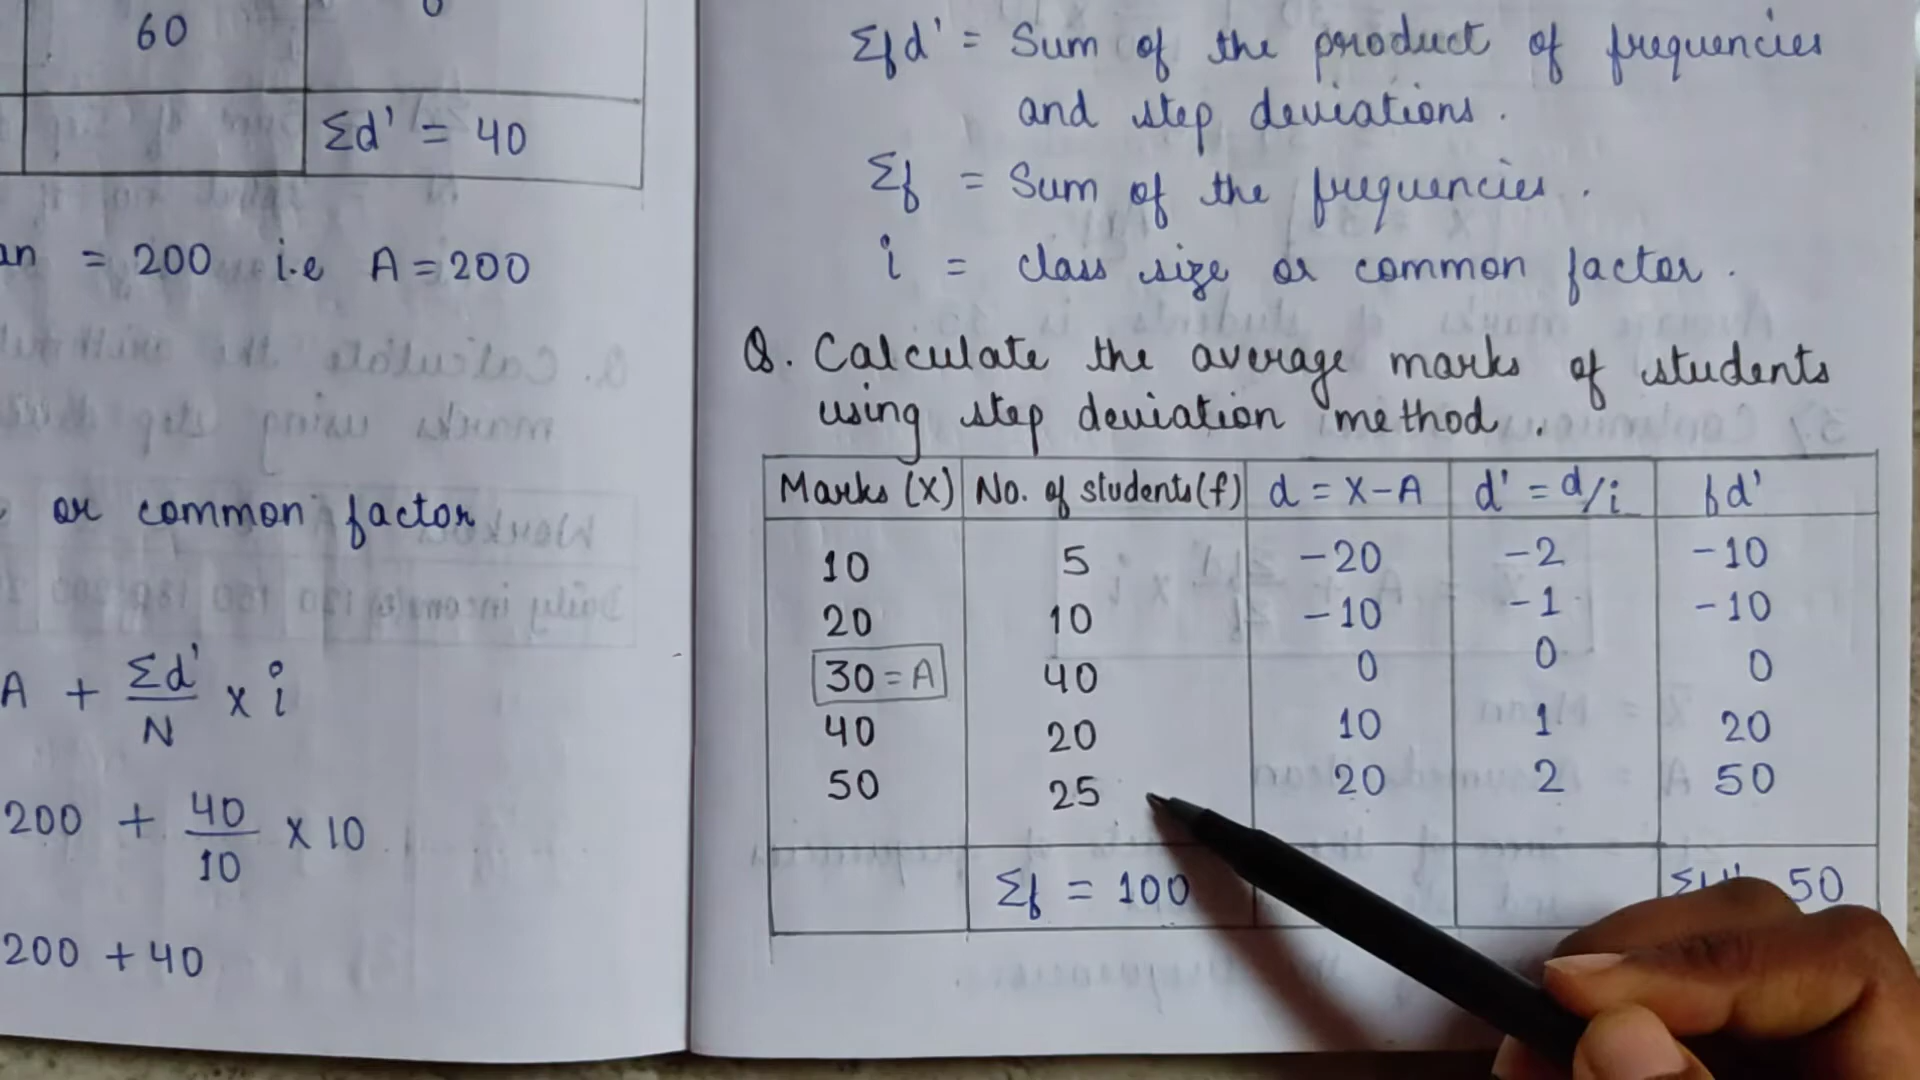 60
Σd' = 40
= 200 i.e A = 200
or common factor
A + Σd'/N x i
200 + 40/10 x 10
200 + 40
Σfd' = Sum of the product of frequencies
and step deviations.
Σf = Sum of the frequencies.
i = class size or common factor.
Q. Calculate the average marks of students
using step deviation method.
Marks (X) No. of students (f) d = X-A d' = d/i fd'
10 5 -20 -2 -10
20 10 -10 -1 -10
30 = A 40 0 0 0
40 20 10 1 20
50 25 20 2 50
Σf = 100 50